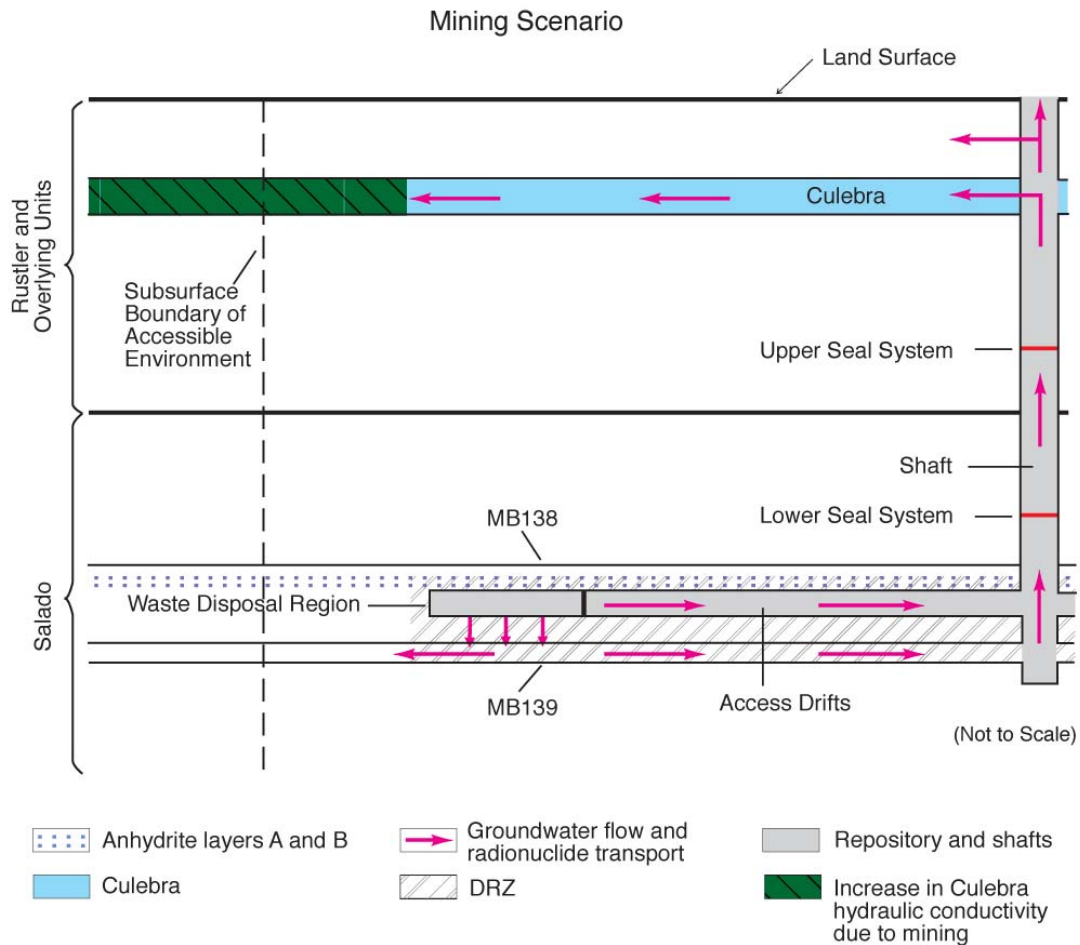 Mining Scenario
Land Surface
Culebra
Rustler and
Overlying Units
Subsurface
Boundary of
Accessible
Environment
Upper Seal System
Shaft
Lower Seal System
MB138
Waste Disposal Region
Salado
MB139
Access Drifts
(Not to Scale)
Anhydrite layers A and B
Groundwater flow and
radionuclide transport
Repository and shafts
Culebra
DRZ
Increase in Culebra
hydraulic conductivity
due to mining